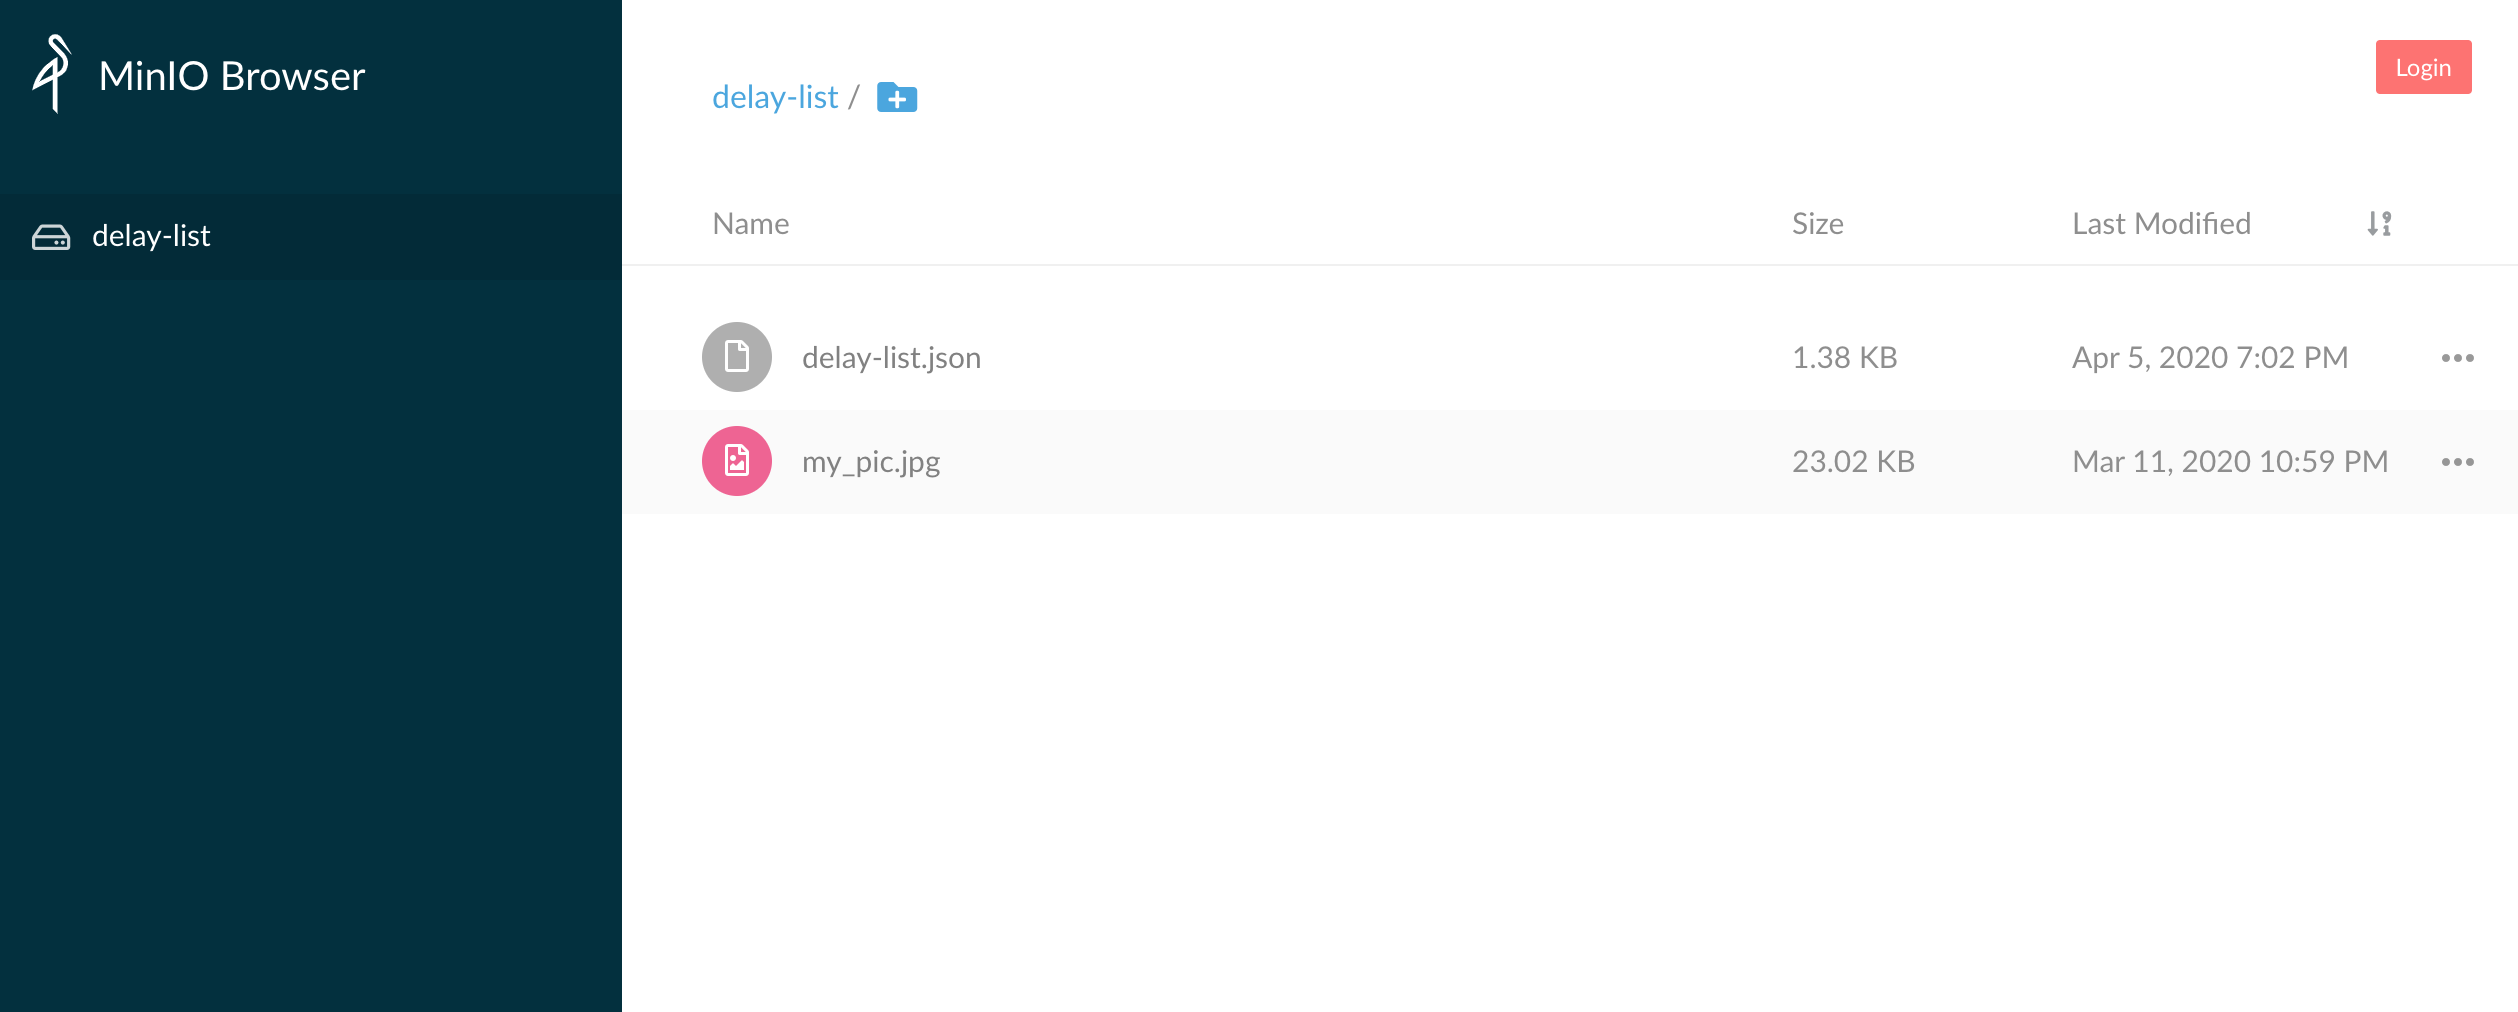 MinIO Browser
delay-list
delay-list /
Login
Name Size Last Modified
delay-list.json 1.38 KB Apr 5, 2020 7:02 PM
my_pic.jpg 23.02 KB Mar 11, 2020 10:59 PM